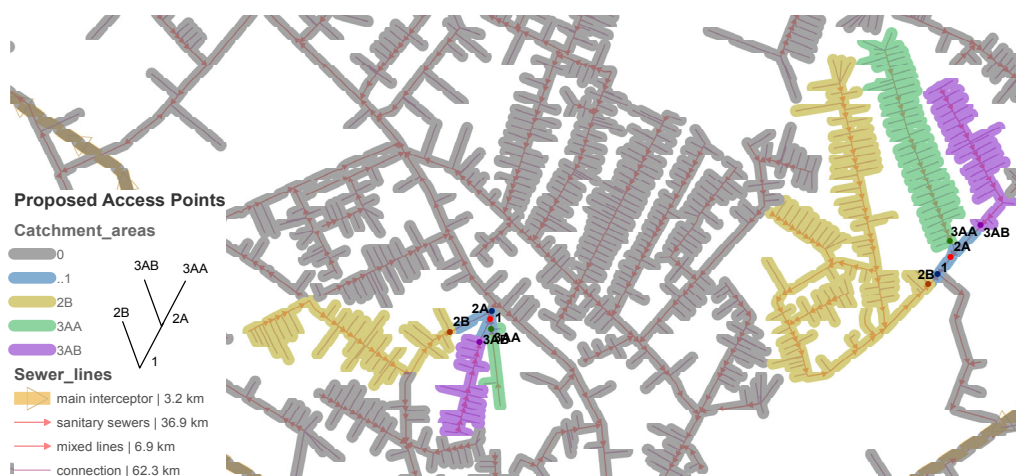 Proposed Access Points
Catchment_areas
0
..1
2B
3AA
3AB
3AB
3AA
2B
2A
1
Sewer_lines
main interceptor | 3.2 km
sanitary sewers | 36.9 km
mixed lines | 6.9 km
connection | 62.3 km
2A
1
2B
3AA
3AB
3AA
3AB
2A
1
2B